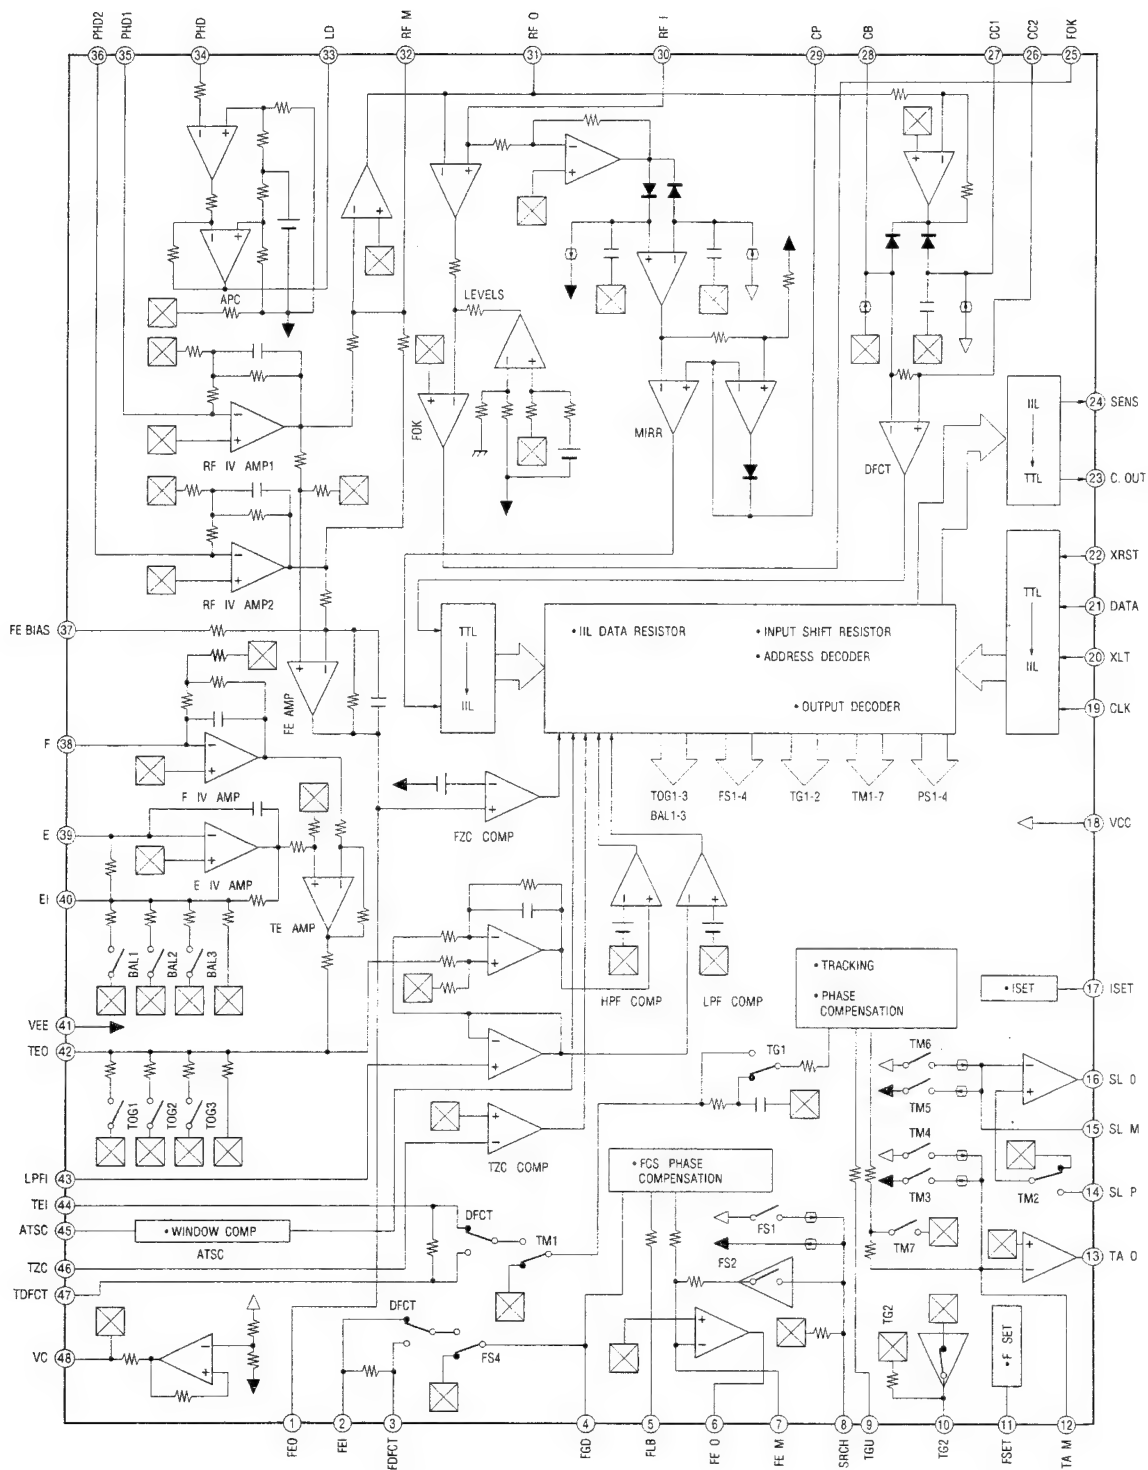 PHD2 PHD1 PHD LD RF M RF O RF I CP CB CC1 CC2 FOK
36 35 34 33 32 31 30 29 28 27 26 25
APC
LEVELS
FOK
MIRR
DFCT
RF IV AMP1
RF IV AMP2
IIL
TTL
24 SENS
23 C. OUT
22 XRST
21 DATA
20 XLT
19 CLK
TTL
IIL
FE BIAS 37
FE AMP
TTL
IIL
• IIL DATA RESISTOR
• INPUT SHIFT RESISTOR
• ADDRESS DECODER
• OUTPUT DECODER
F 38
F IV AMP
FZC COMP
TOG1-3
BAL1-3
FS1-4
TG1-2
TM1-7
PS1-4
18 VCC
E 39
E IV AMP
EI 40
TE AMP
BAL1
BAL2
BAL3
HPF COMP
LPF COMP
• TRACKING
• PHASE
COMPENSATION
• ISET
17 ISET
VEE 41
TEO 42
TOG1
TOG2
TOG3
TZC COMP
TG1
TM6
TM5
TM4
TM3
TM2
TM7
16 SL O
15 SL M
14 SL P
13 TA O
LPFI 43
TEI 44
ATSC 45
• WINDOW COMP
ATSC
TZC 46
TDFCT 47
VC 48
DFCT
TM1
• FCS PHASE
COMPENSATION
FS1
FS2
DFCT
FS4
TG2
• F SET
1 2 3 4 5 6 7 8 9 10 11 12
FEO FEI FDFCT FGD FLB FE O FE M SRCH TGU TG2 FSET TA M